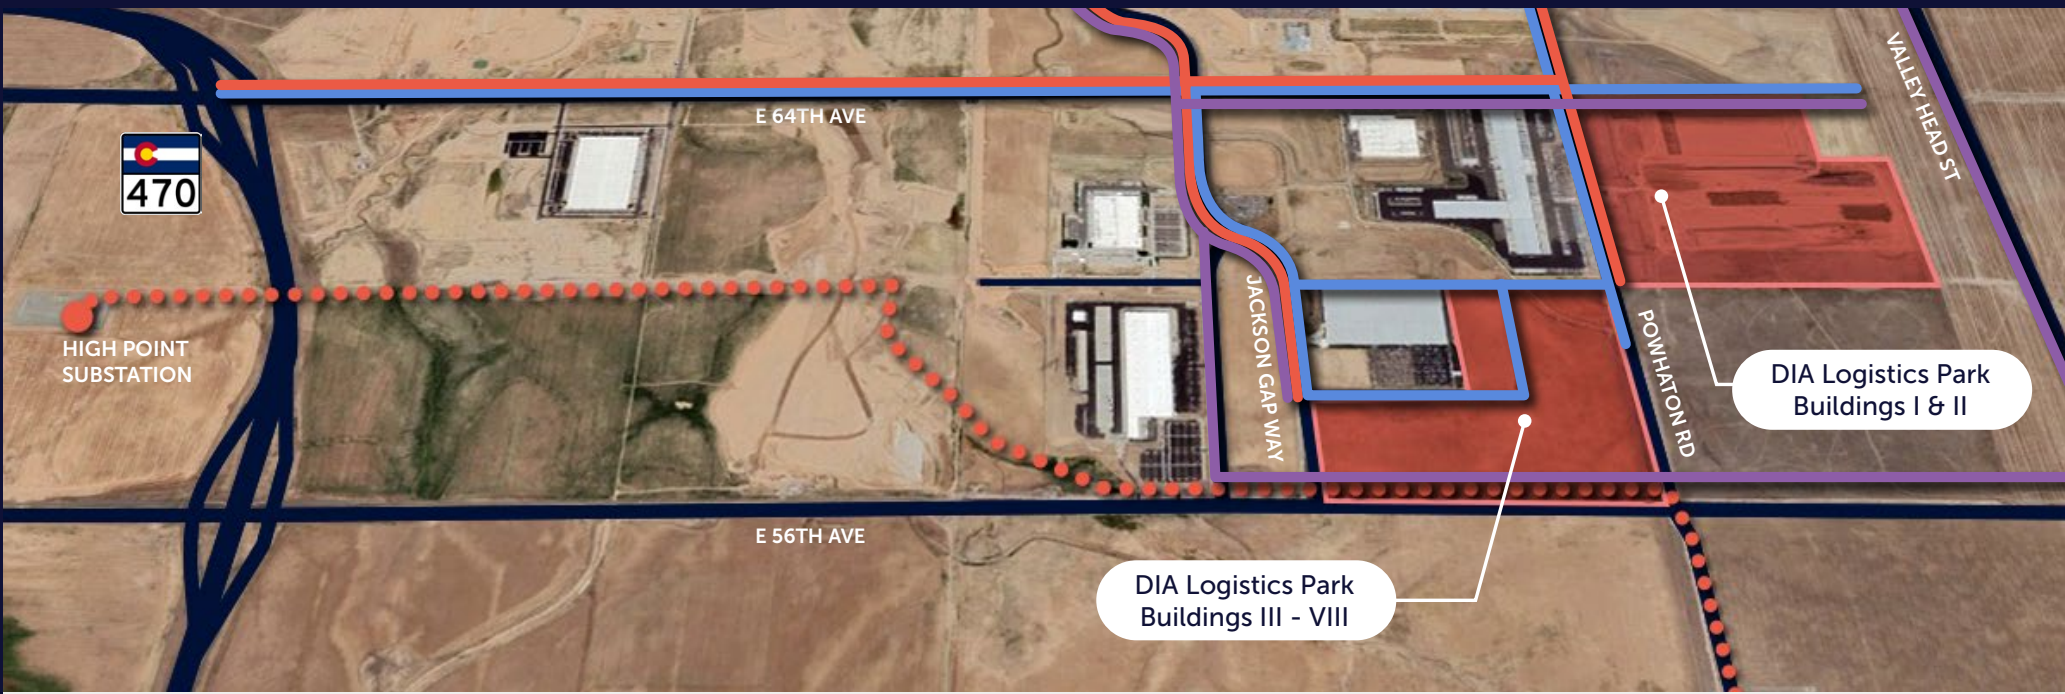 E 64TH AVE
470
VALLEY HEAD ST
HIGH POINT
SUBSTATION
JACKSON GAP WAY
POWHATON RD
DIA Logistics Park
Buildings I & II
E 56TH AVE
DIA Logistics Park
Buildings III - VIII